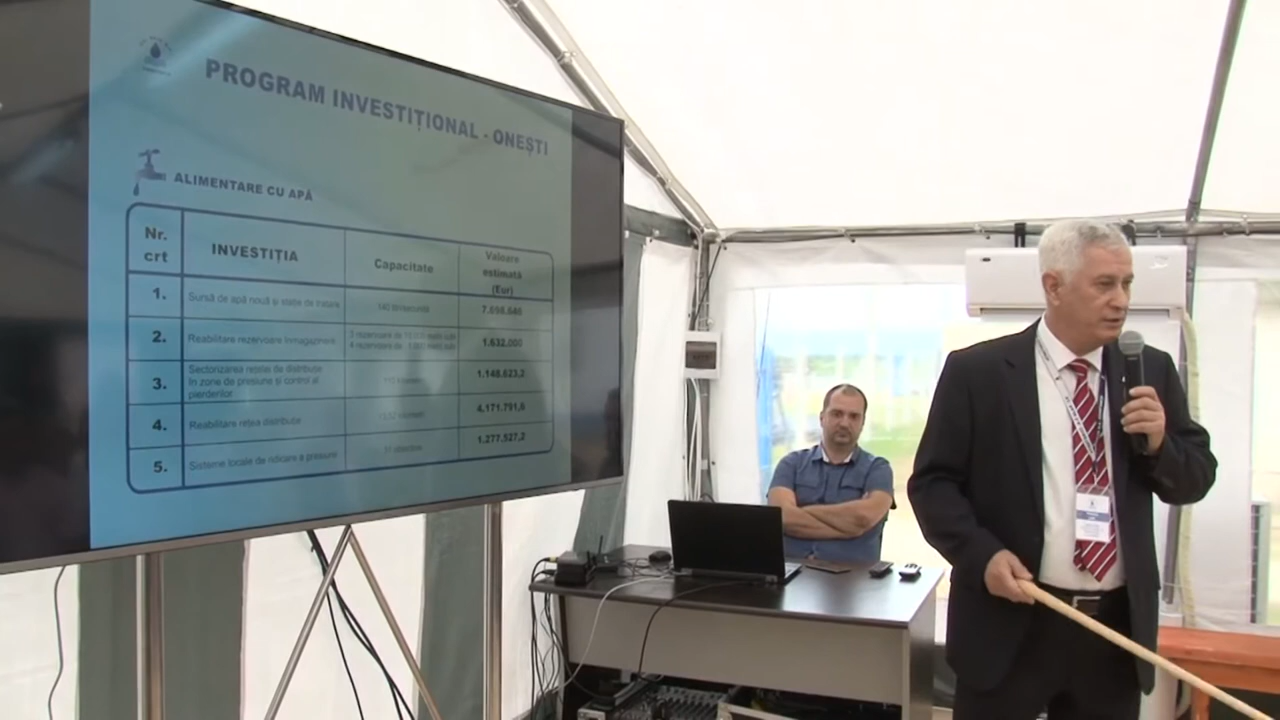 PROGRAM INVESTIȚIONAL - ONEȘTI
ALIMENTARE CU APĂ
Nr. crt
INVESTIȚIA
Capacitate
Valoare estimată (Eur)
1.
Sursă de apă nouă și stație de tratare
7.698.646
2.
Reabilitare rezervoare înmagazinare
1.632.000
3.
Sectorizarea rețelei de distribuție
în zone de presiune și control al
pierderilor
1.148.623,2
4.
Reabilitare rețea distribuție
4,171.791,6
5.
Sisteme locale de ridicare a presiunii
1.277.527,2